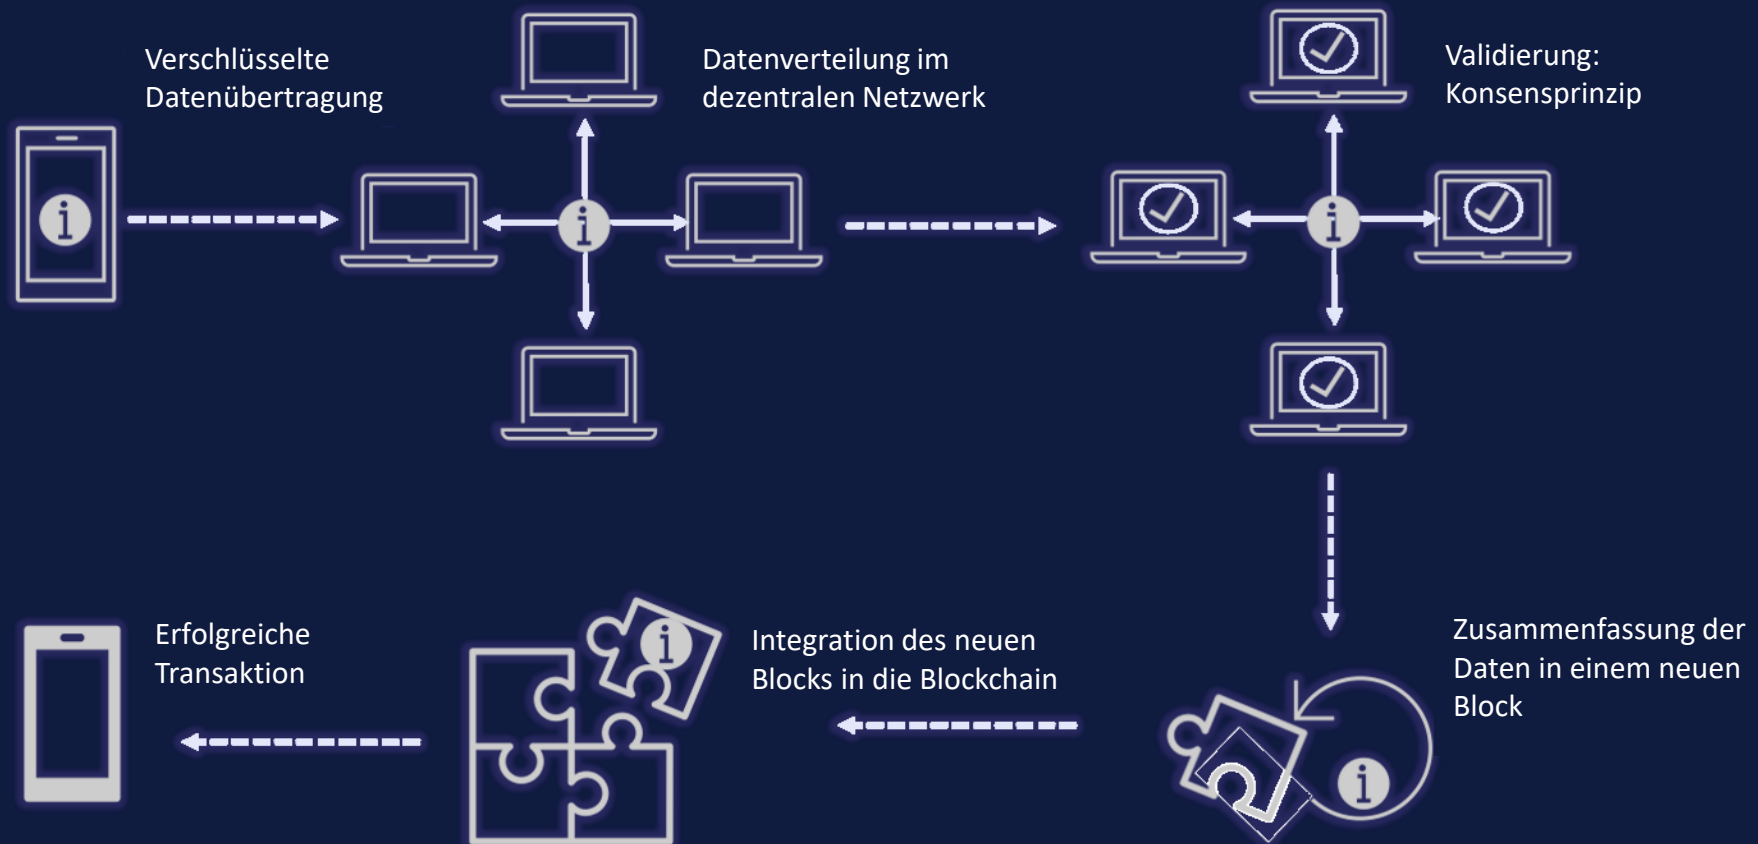 Verschlüsselte
Datenübertragung
Datenverteilung im
dezentralen Netzwerk
Validierung:
Konsensprinzip
Zusammenfassung der
Daten in einem neuen
Block
Integration des neuen
Blocks in die Blockchain
Erfolgreiche
Transaktion